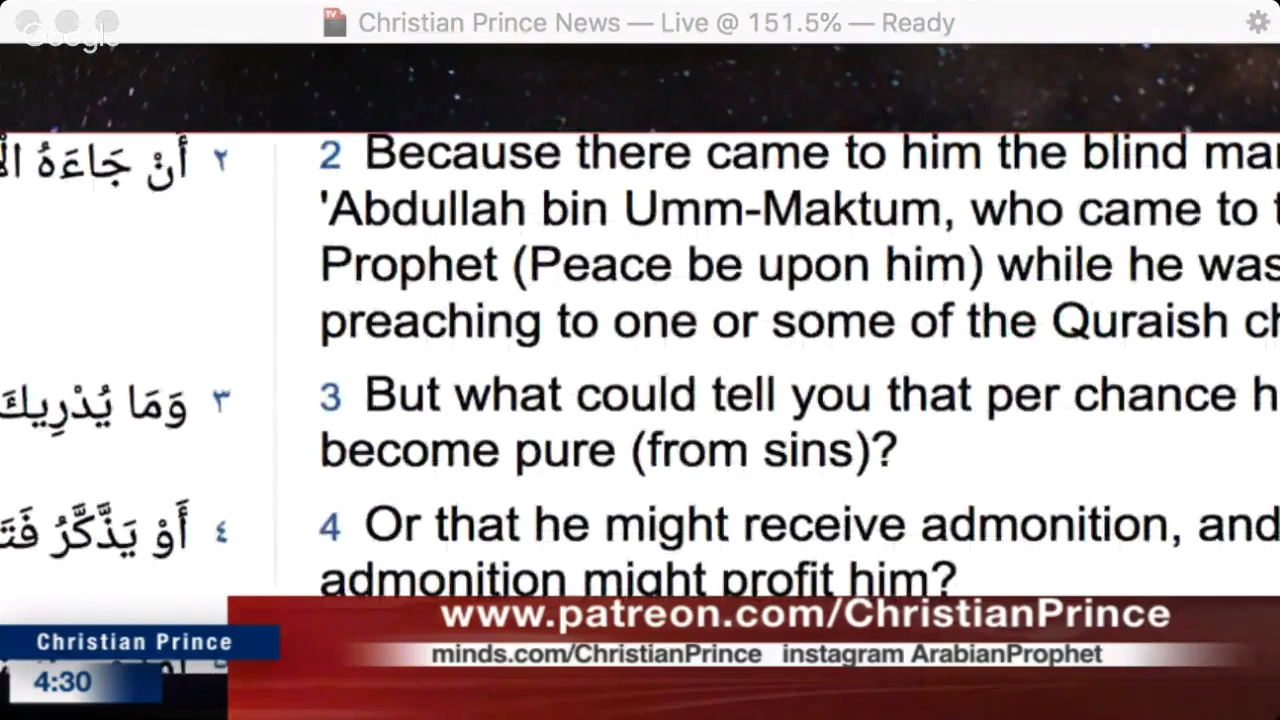 Christian Prince News — Live @ 151.5% — Ready
Google
2 Because there came to him the blind
'Abdullah bin Umm-Maktum, who came to
Prophet (Peace be upon him) while he was
preaching to one or some of the Quraish
3 But what could tell you that per chance
become pure (from sins)?
4 Or that he might receive admonition, and
admonition might profit him?
٢ أَنْ جَاءَهُ
٣ وَمَا يُدْرِيكَ
٤ أَوْ يَذَّكَّرُ
www.patreon.com/ChristianPrince
minds.com/ChristianPrince instagram ArabianProphet
Christian Prince
4:30